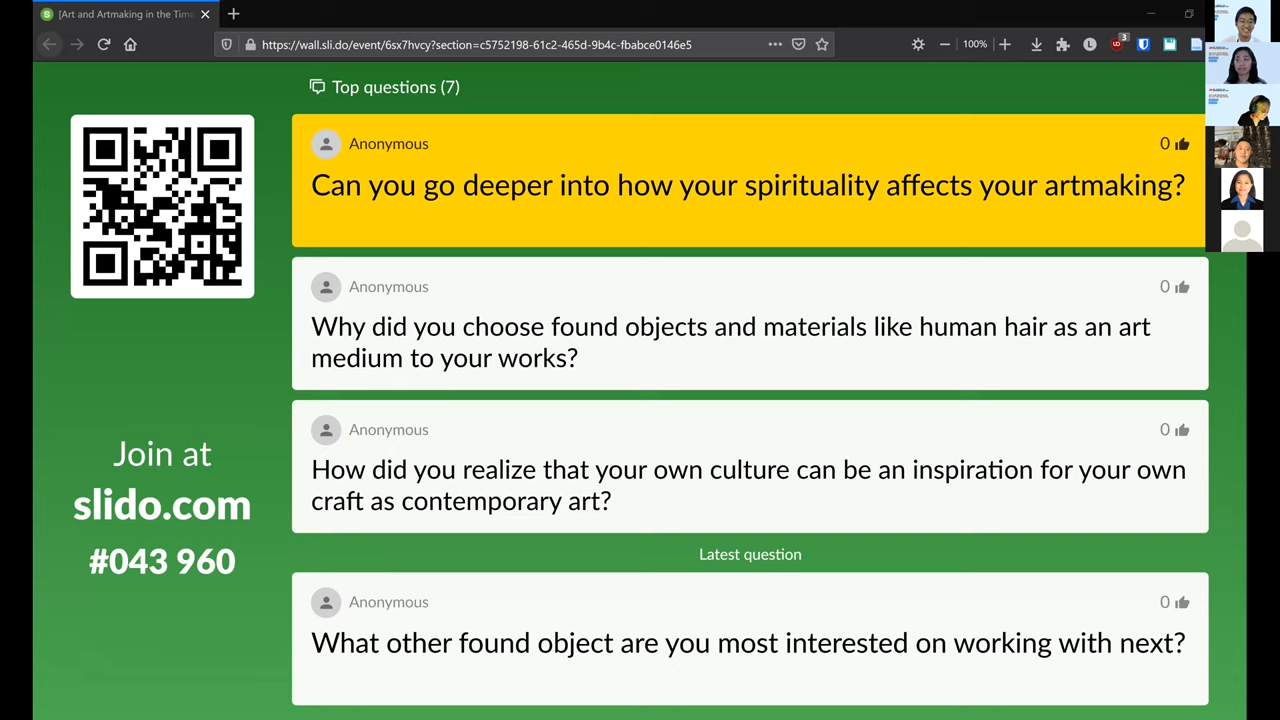 [Art and Artmaking in the Time
https://wall.sli.do/event/6sx7hvcy?section=c5752198-61c2-465d-9b4c-fbabce0146e5
100%
3
Top questions (7)
Anonymous
0
Can you go deeper into how your spirituality affects your artmaking?
Anonymous
0
Why did you choose found objects and materials like human hair as an art
medium to your works?
Anonymous
0
How did you realize that your own culture can be an inspiration for your own
craft as contemporary art?
Latest question
Anonymous
0
What other found object are you most interested on working with next?
Join at
slido.com
#043 960